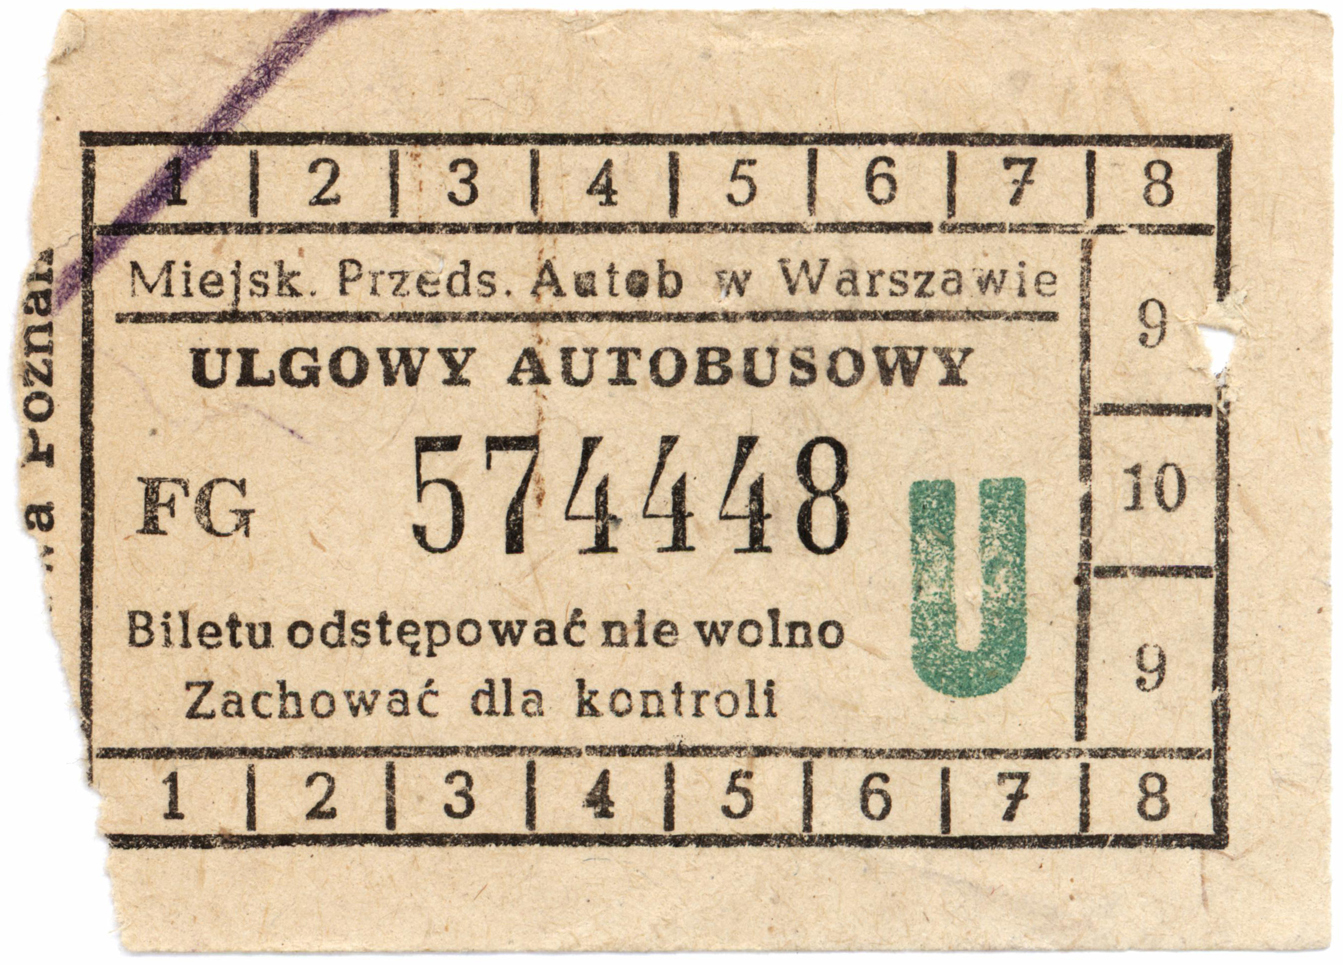 1 | 2 | 3 | 4 | 5 | 6 | 7 | 8
Miejsk. Przeds. Autob w Warszawie
ULGOWY AUTOBUSOWY
FG 574448 U
Biletu odstępować nie wolno
Zachować dla kontroli
9
10
9
1 | 2 | 3 | 4 | 5 | 6 | 7 | 8
Poznań